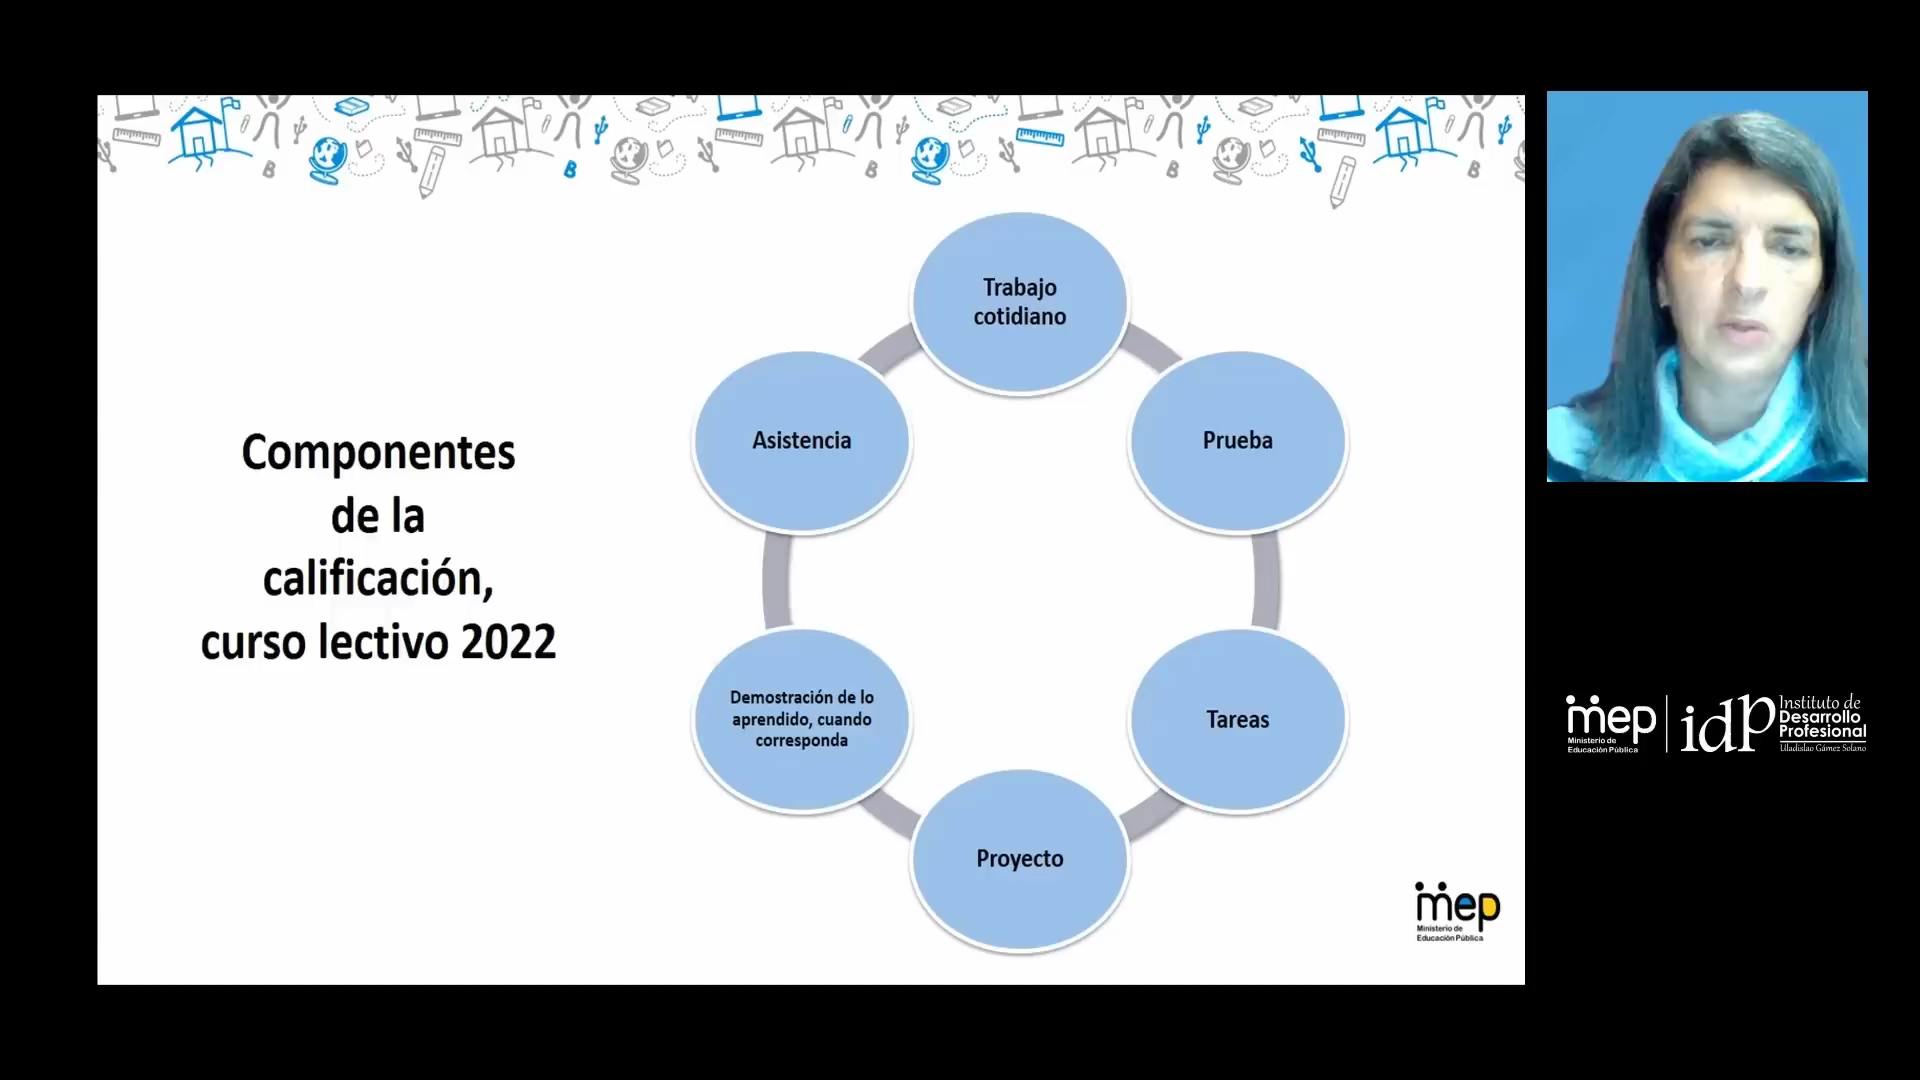 Componentes
de la
calificación,
curso lectivo 2022
Trabajo
cotidiano
Prueba
Tareas
Proyecto
Demostración de lo
aprendido, cuando
corresponda
Asistencia
mep
Ministerio de
Educación Pública
mep
Ministerio de
Educación Pública
idp
Instituto de
Desarrollo
Profesional
Uladislao Gámez Solano